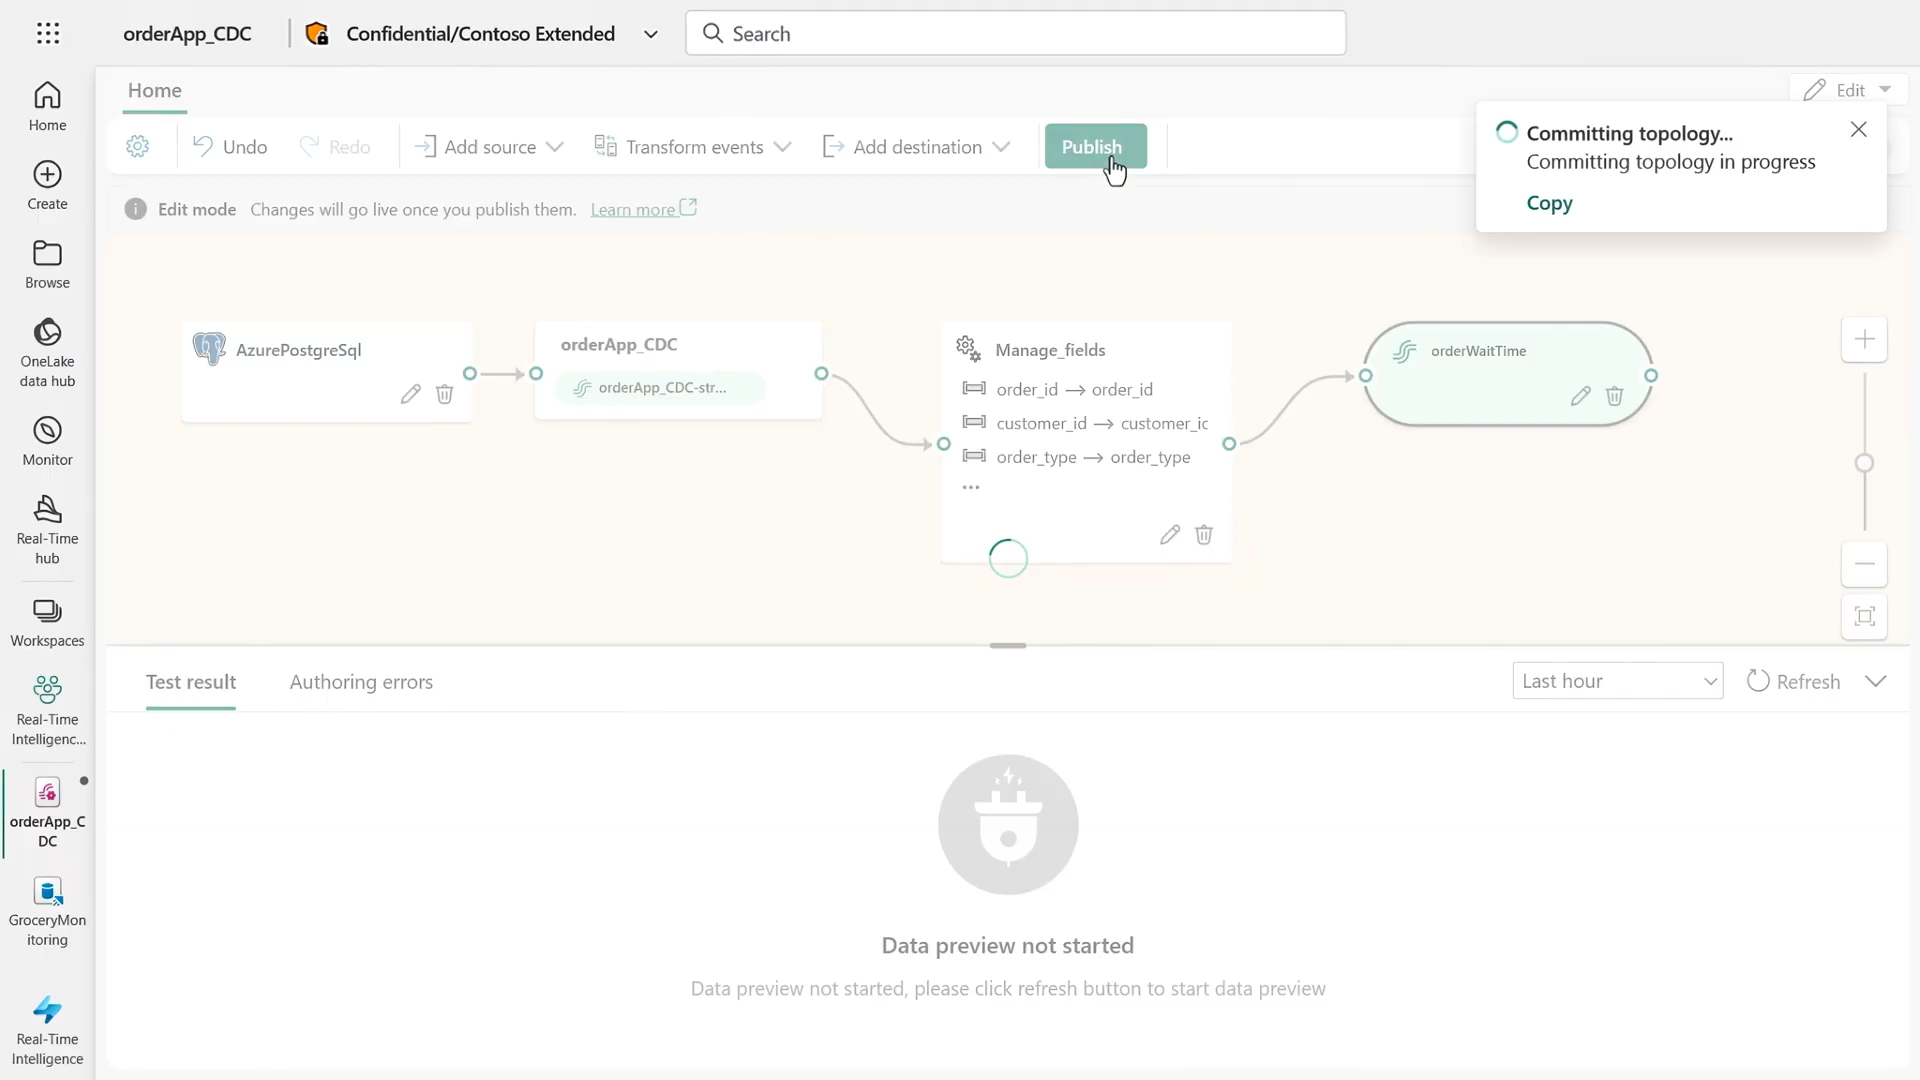 orderApp_CDC
Confidential/Contoso Extended
Search
Home
Create
Browse
OneLake
data hub
Monitor
Real-Time
hub
Workspaces
Real-Time
Intelligenc...
orderApp_C
DC
GroceryMon
itoring
Real-Time
Intelligence
Home
Edit
Undo
Redo
Add source
Transform events
Add destination
Publish
Committing topology...
Committing topology in progress
Copy
Edit mode Changes will go live once you publish them. Learn more
AzurePostgreSql
orderApp_CDC
orderApp_CDC-str...
Manage_fields
order_id → order_id
customer_id → customer_ic
order_type → order_type
...
orderWaitTime
Test result
Authoring errors
Last hour
Refresh
Data preview not started
Data preview not started, please click refresh button to start data preview